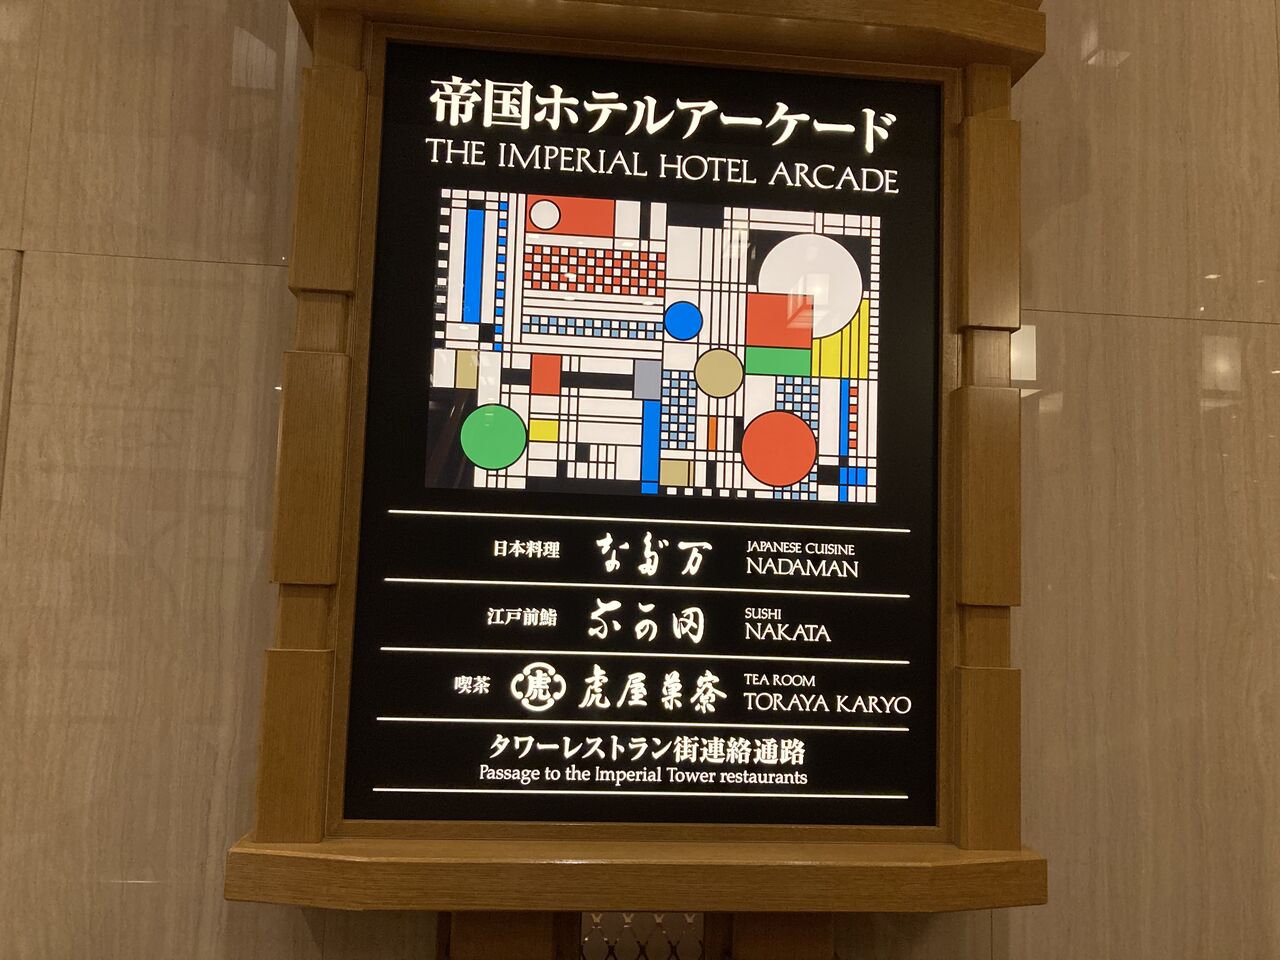 帝国ホテルアーケード
THE IMPERIAL HOTEL ARCADE
日本料理 なだ万 JAPANESE CUISINE NADAMAN
江戸前鮨 なか田 SUSHI NAKATA
喫茶 虎 虎屋菓寮 TEA ROOM TORAYA KARYO
タワーレストラン街連絡通路
Passage to the Imperial Tower restaurants